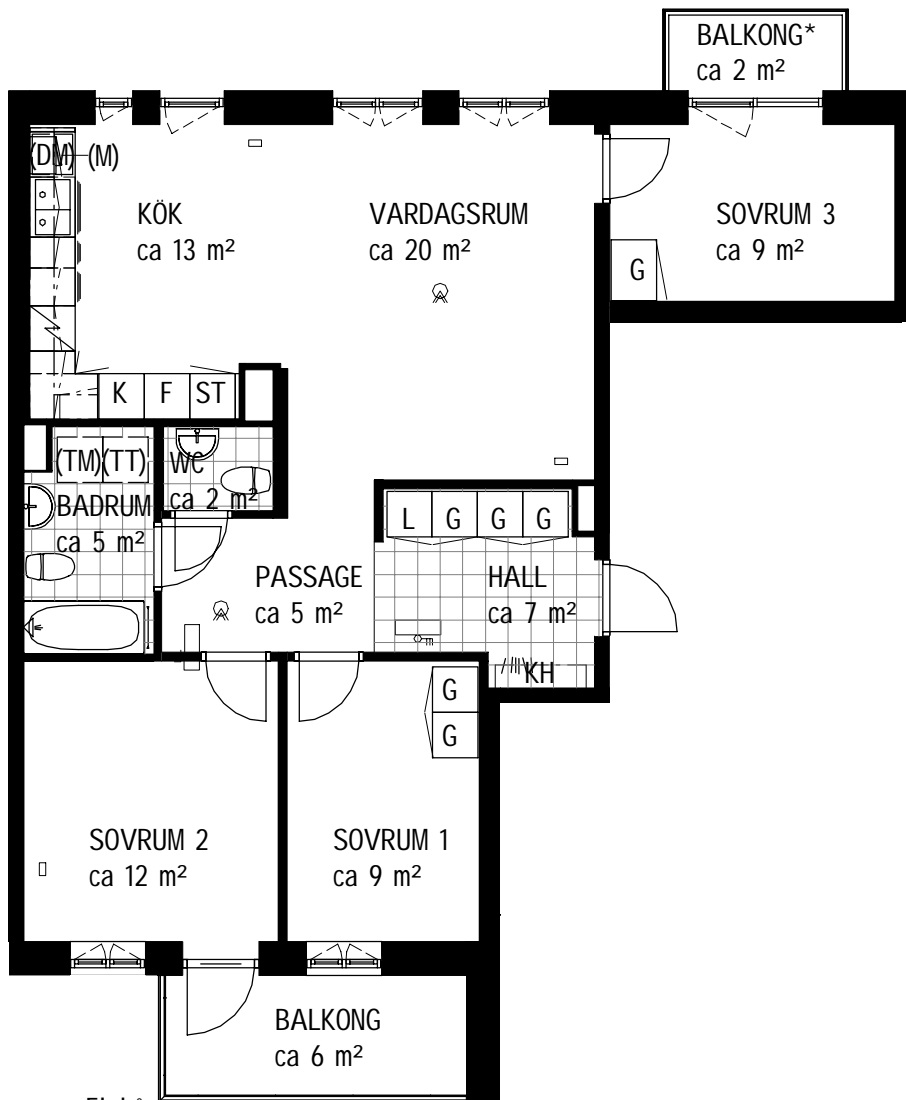 BALKONG*
ca 2 m²
(DM) (M)
KÖK
ca 13 m²
VARDAGSRUM
ca 20 m²
SOVRUM 3
ca 9 m²
G
K F ST
(TM) (TT)
WC
ca 2 m²
BADRUM
ca 5 m²
L G G G
PASSAGE
ca 5 m²
HALL
ca 7 m²
KH
G
G
SOVRUM 2
ca 12 m²
SOVRUM 1
ca 9 m²
BALKONG
ca 6 m²